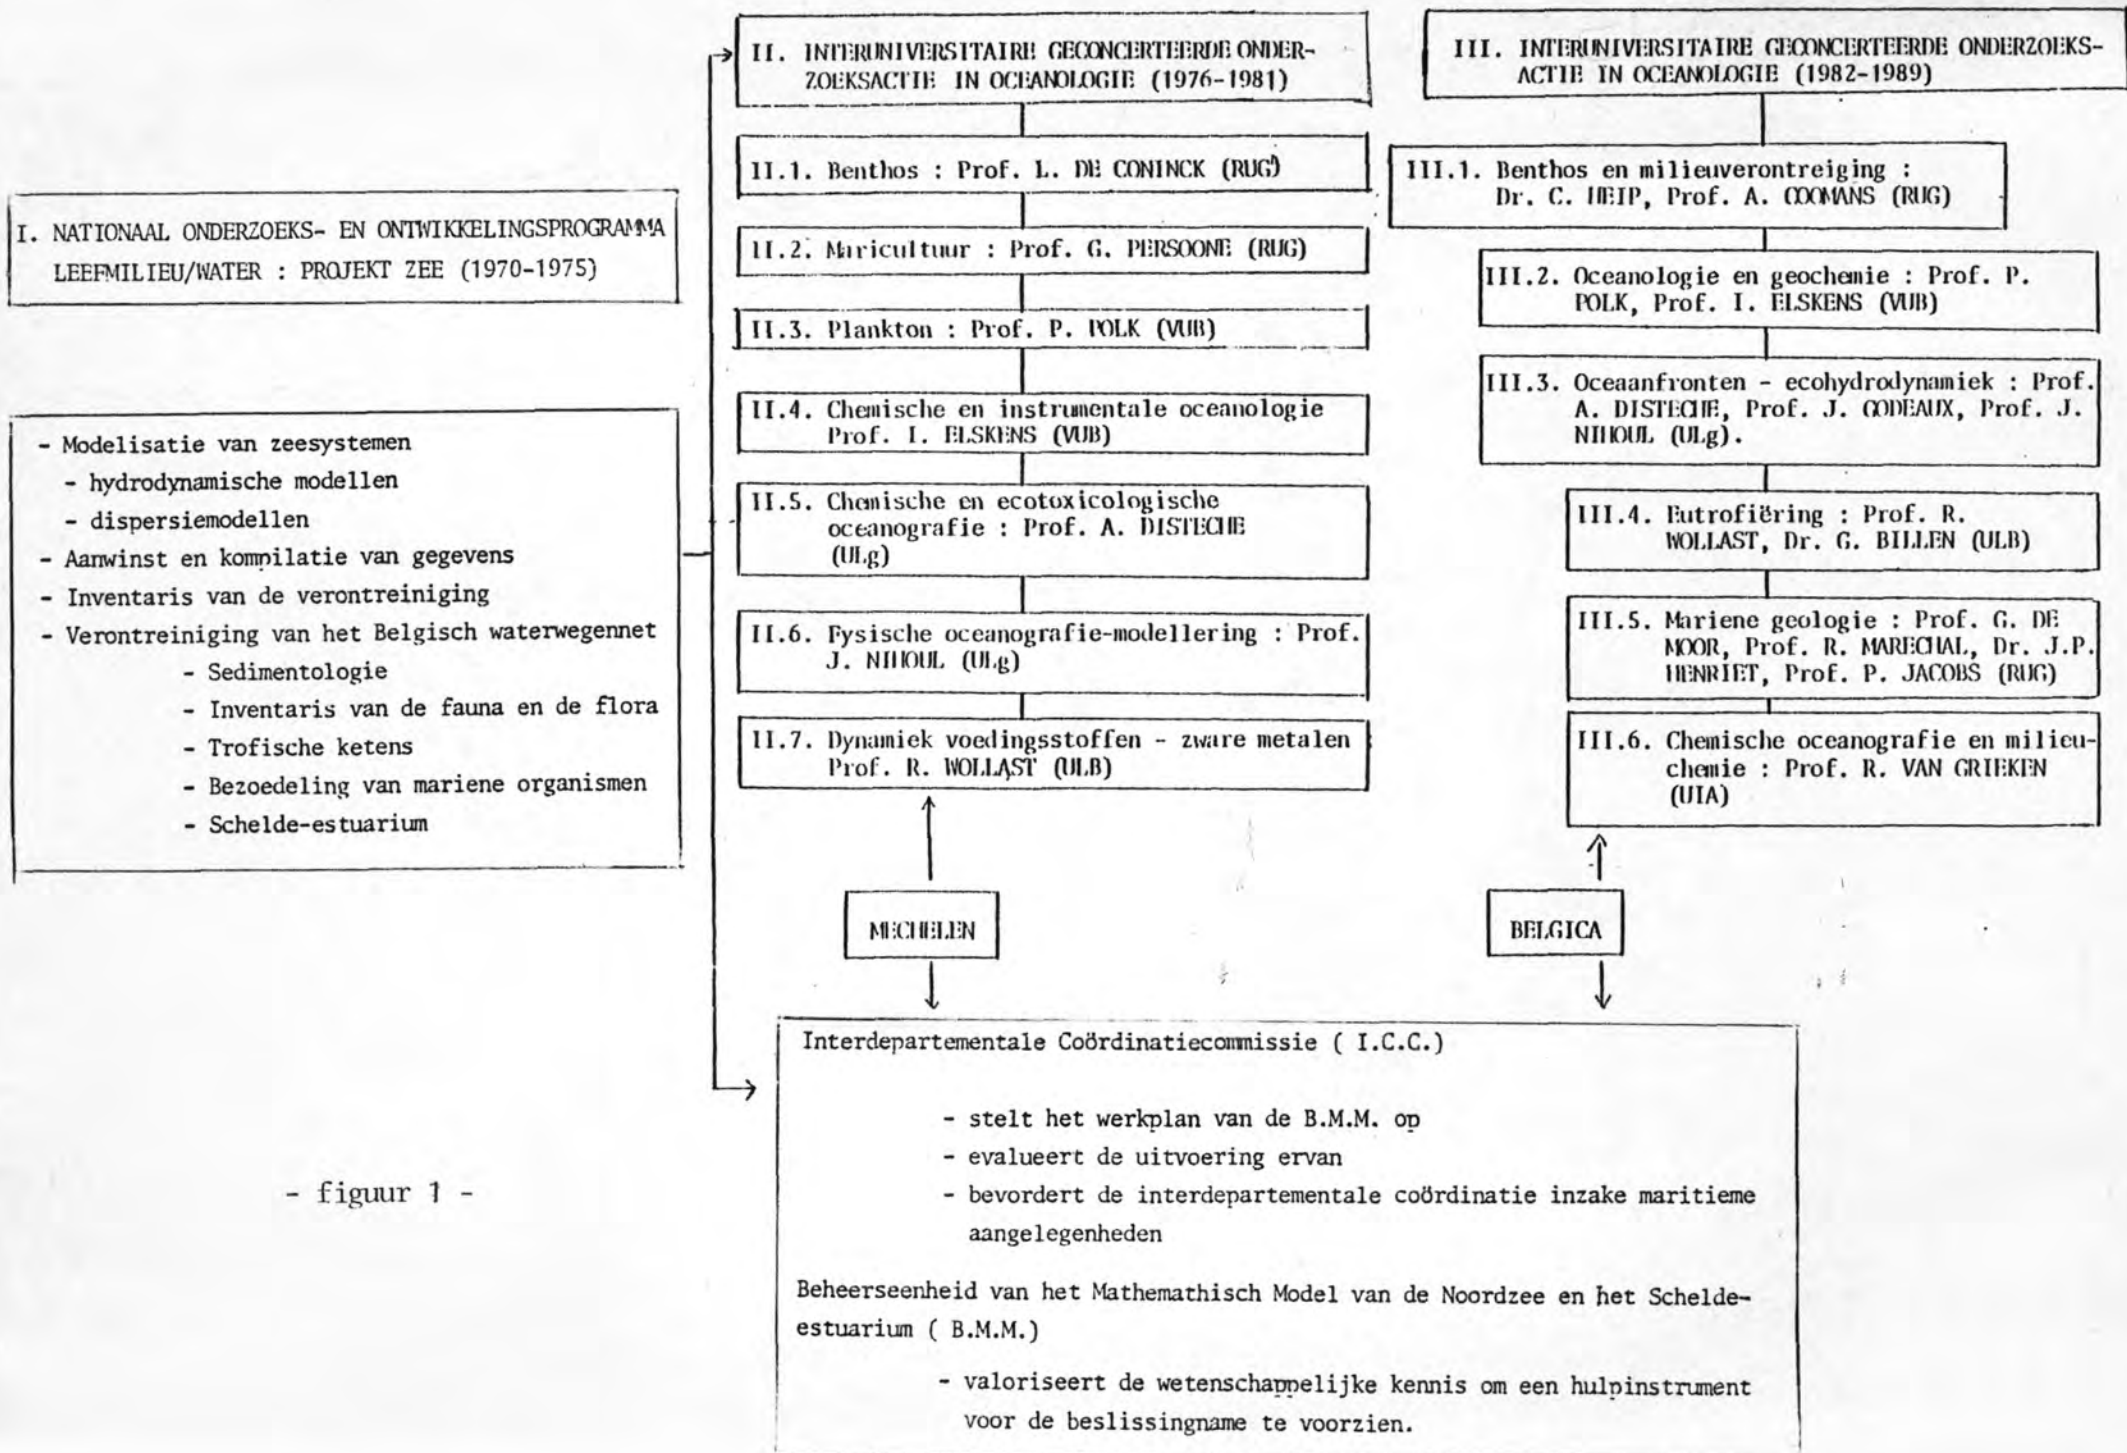 I. NATIONAAL ONDERZOEKS- EN ONTWIKKELINGSPROGRAMMA
LEEFMILIEU/WATER : PROJEKT ZEE (1970-1975)
- Modelisatie van zeesystemen
- hydrodynamische modellen
- dispersiemodellen
- Aanwinst en kompilatie van gegevens
- Inventaris van de verontreiniging
- Verontreiniging van het Belgisch waterwegennet
- Sedimentologie
- Inventaris van de fauna en de flora
- Trofische ketens
- Bezoedeling van mariene organismen
- Schelde-estuarium
II. INTERUNIVERSITAIRE GECONCERTEERDE ONDER-
ZOEKSACTIE IN OCEANOLOGIE (1976-1981)
II.1. Benthos : Prof. L. DE CONINCK (RUG)
II.2. Maricultuur : Prof. G. PERSOONE (RUG)
II.3. Plankton : Prof. P. POLK (VUB)
II.4. Chemische en instrumentale oceanologie
Prof. I. ELSKENS (VUB)
II.5. Chemische en ecotoxicologische
oceanografie : Prof. A. DISTECHE
(ULg)
II.6. Fysische oceanografie-modellering : Prof.
J. NIHOUL (ULg)
II.7. Dynamiek voedingsstoffen - zware metalen
Prof. R. WOLLAST (ULB)
MECHELEN
III. INTERUNIVERSITAIRE GECONCERTEERDE ONDERZOEKS-
ACTIE IN OCEANOLOGIE (1982-1989)
III.1. Benthos en milieuverontreiging :
Dr. C. HEIP, Prof. A. COOMANS (RUG)
III.2. Oceanologie en geochemie : Prof. P.
POLK, Prof. I. ELSKENS (VUB)
III.3. Oceaanfronten - ecohydrodynamiek : Prof.
A. DISTECHE, Prof. J. GODEAUX, Prof. J.
NIHOUL (ULg).
III.4. Eutrofiëring : Prof. R.
WOLLAST, Dr. G. BILLEN (ULB)
III.5. Mariene geologie : Prof. G. DE
MOOR, Prof. R. MARECHAL, Dr. J.P.
HENRIET, Prof. P. JACOBS (RUG)
III.6. Chemische oceanografie en milieu-
chemie : Prof. R. VAN GRIEKEN
(UIA)
BELGICA
Interdepartementale Coördinatiecommissie ( I.C.C.)
- stelt het werkplan van de B.M.M. op
- evalueert de uitvoering ervan
- bevordert de interdepartementale coördinatie inzake maritieme
aangelegenheden
Beheerseenheid van het Mathemathisch Model van de Noordzee en het Schelde-
estuarium ( B.M.M.)
- valoriseert de wetenschappelijke kennis om een hulpinstrument
voor de beslissingname te voorzien.
- figuur 1 -